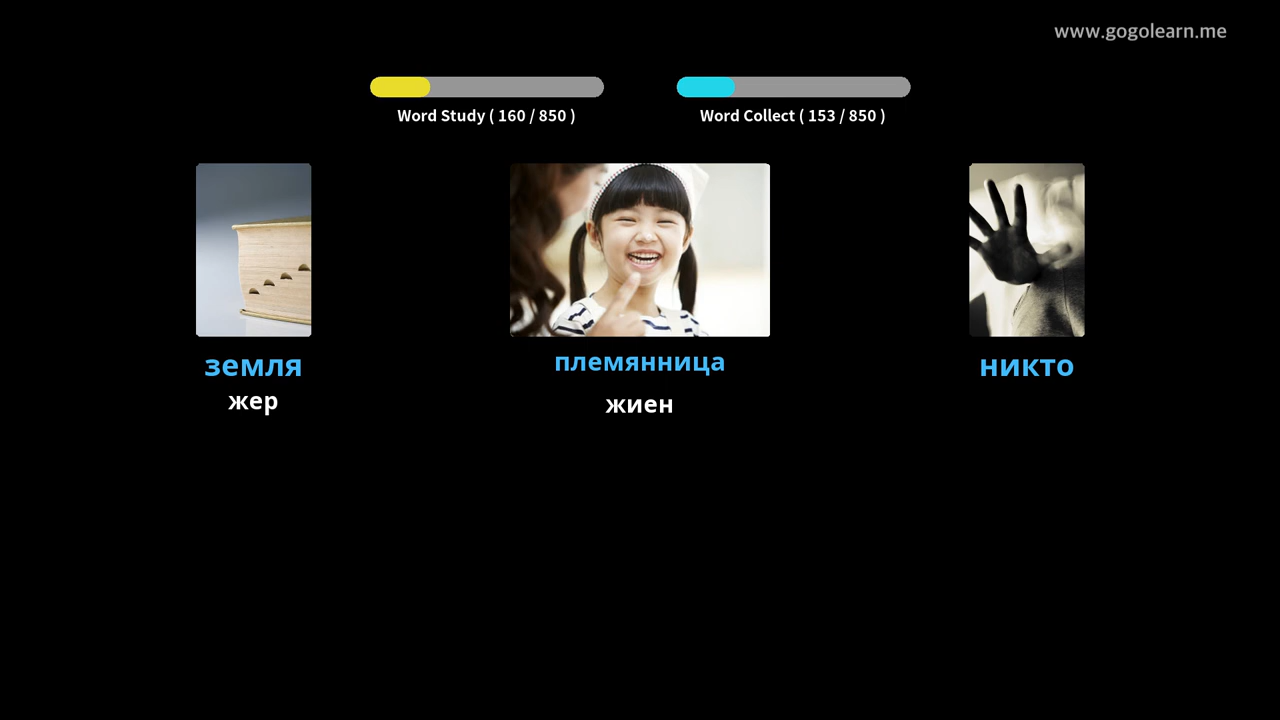 www.gogolearn.me
Word Study ( 160 / 850 )
Word Collect ( 153 / 850 )
земля
жер
племянница
жиен
никто